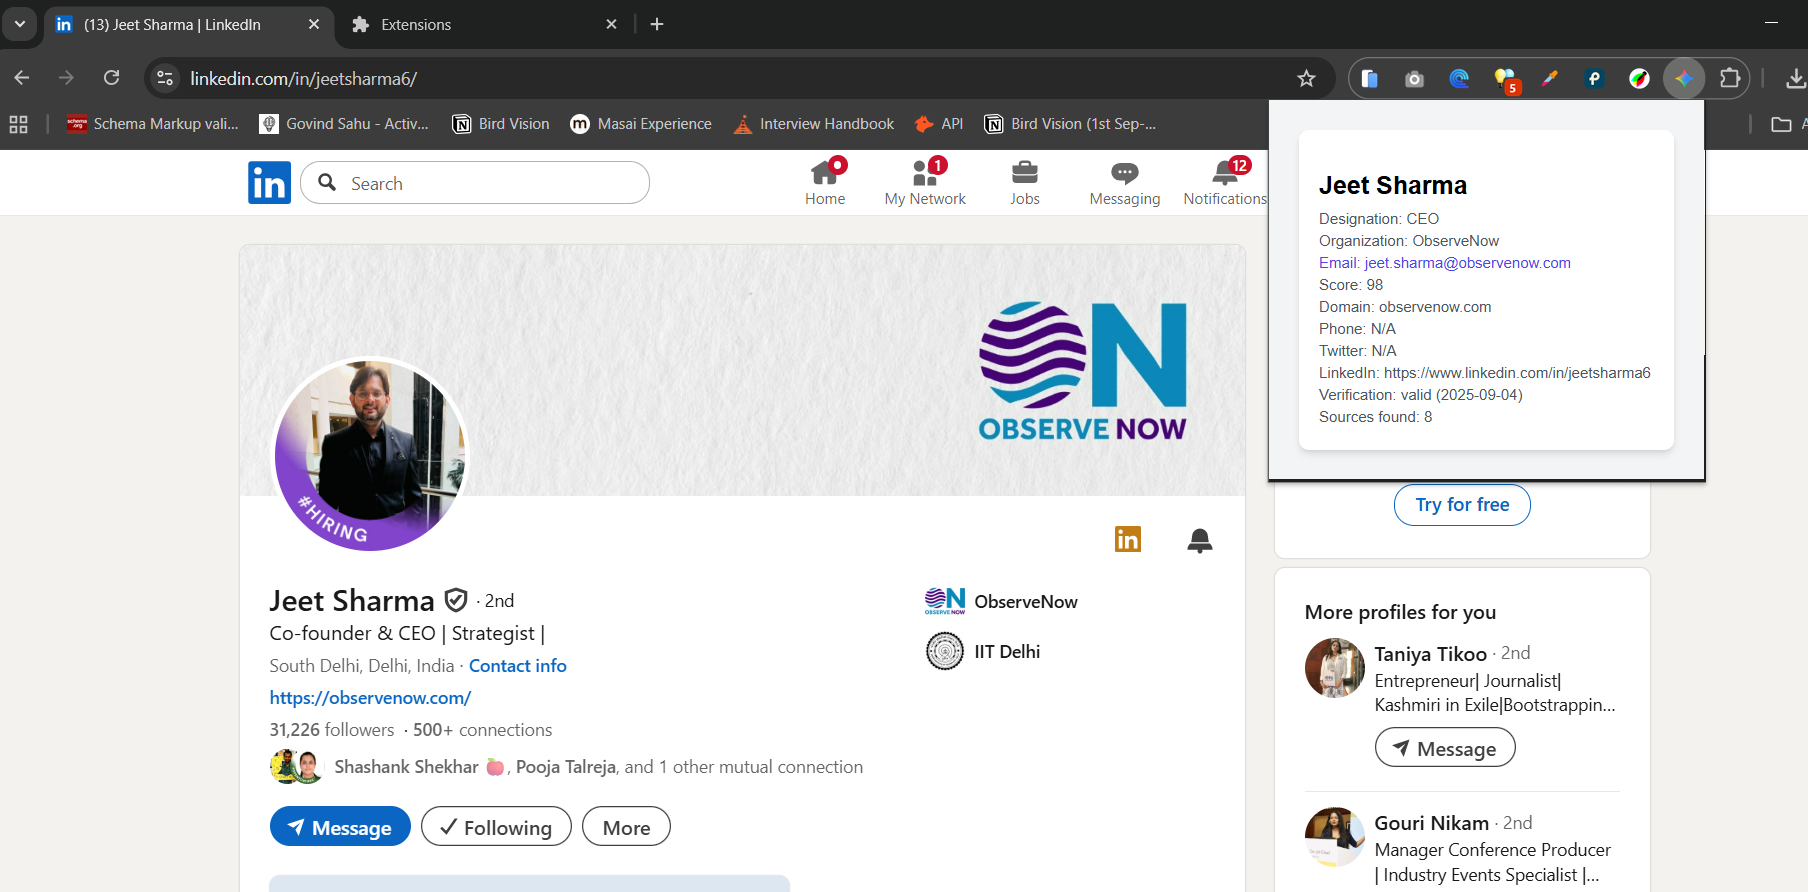 (13) Jeet Sharma | LinkedIn
Extensions
linkedin.com/in/jeetsharma6/
5
Schema Markup vali...
Govind Sahu - Activ...
Bird Vision
Masai Experience
Interview Handbook
API
Bird Vision (1st Sep-...
in
Search
Home
1
My Network
Jobs
Messaging
12
Notifications
Jeet Sharma
Designation: CEO
Organization: ObserveNow
Email: jeet.sharma@observenow.com
Score: 98
Domain: observenow.com
Phone: N/A
Twitter: N/A
LinkedIn: https://www.linkedin.com/in/jeetsharma6
Verification: valid (2025-09-04)
Sources found: 8
Try for free
ON
OBSERVE NOW
#HIRING
in
Jeet Sharma · 2nd
Co-founder & CEO | Strategist |
South Delhi, Delhi, India · Contact info
https://observenow.com/
31,226 followers · 500+ connections
Shashank Shekhar 🍎, Pooja Talreja, and 1 other mutual connection
Message
Following
More
ON
OBSERVE NOW
ObserveNow
IIT Delhi
More profiles for you
Taniya Tikoo · 2nd
Entrepreneur| Journalist|
Kashmiri in Exile|Bootstrappin...
Message
Gouri Nikam · 2nd
Manager Conference Producer
| Industry Events Specialist |...